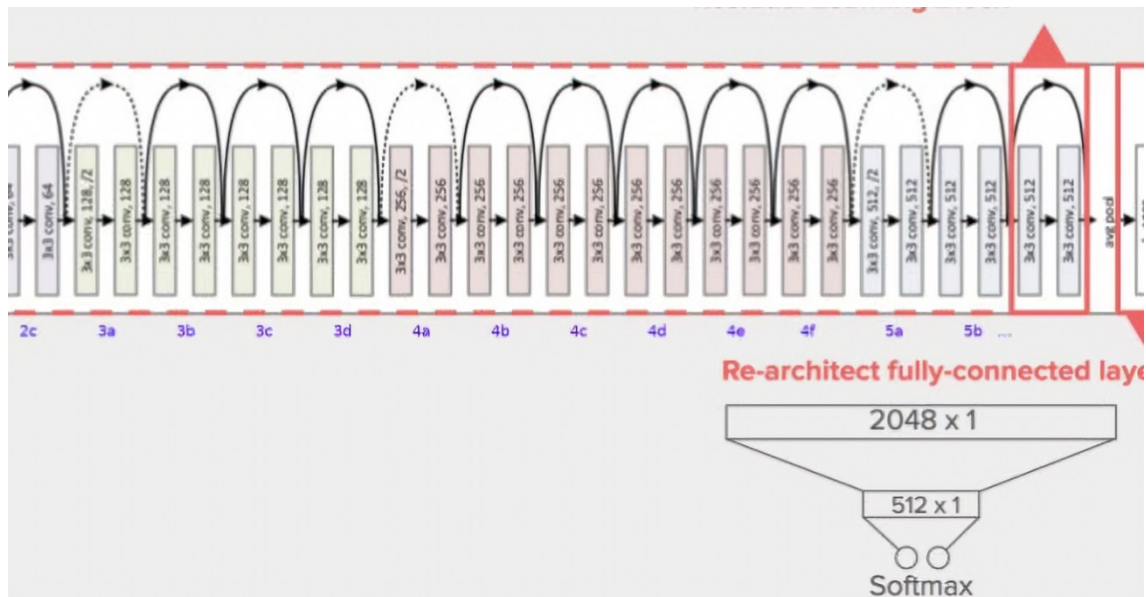 3x3 conv, 64
3x3 conv, 128, /2
3x3 conv, 128
3x3 conv, 128
3x3 conv, 128
3x3 conv, 128
3x3 conv, 128
3x3 conv, 128
3x3 conv, 128
3x3 conv, 256, /2
3x3 conv, 256
3x3 conv, 256
3x3 conv, 256
3x3 conv, 256
3x3 conv, 256
3x3 conv, 256
3x3 conv, 256
3x3 conv, 256
3x3 conv, 256
3x3 conv, 256
3x3 conv, 256
3x3 conv, 512, /2
3x3 conv, 512
3x3 conv, 512
3x3 conv, 512
3x3 conv, 512
3x3 conv, 512
avg pool
2c 3a 3b 3c 3d 4a 4b 4c 4d 4e 4f 5a 5b ...
Re-architect fully-connected laye
2048 x 1
512 x 1
Softmax